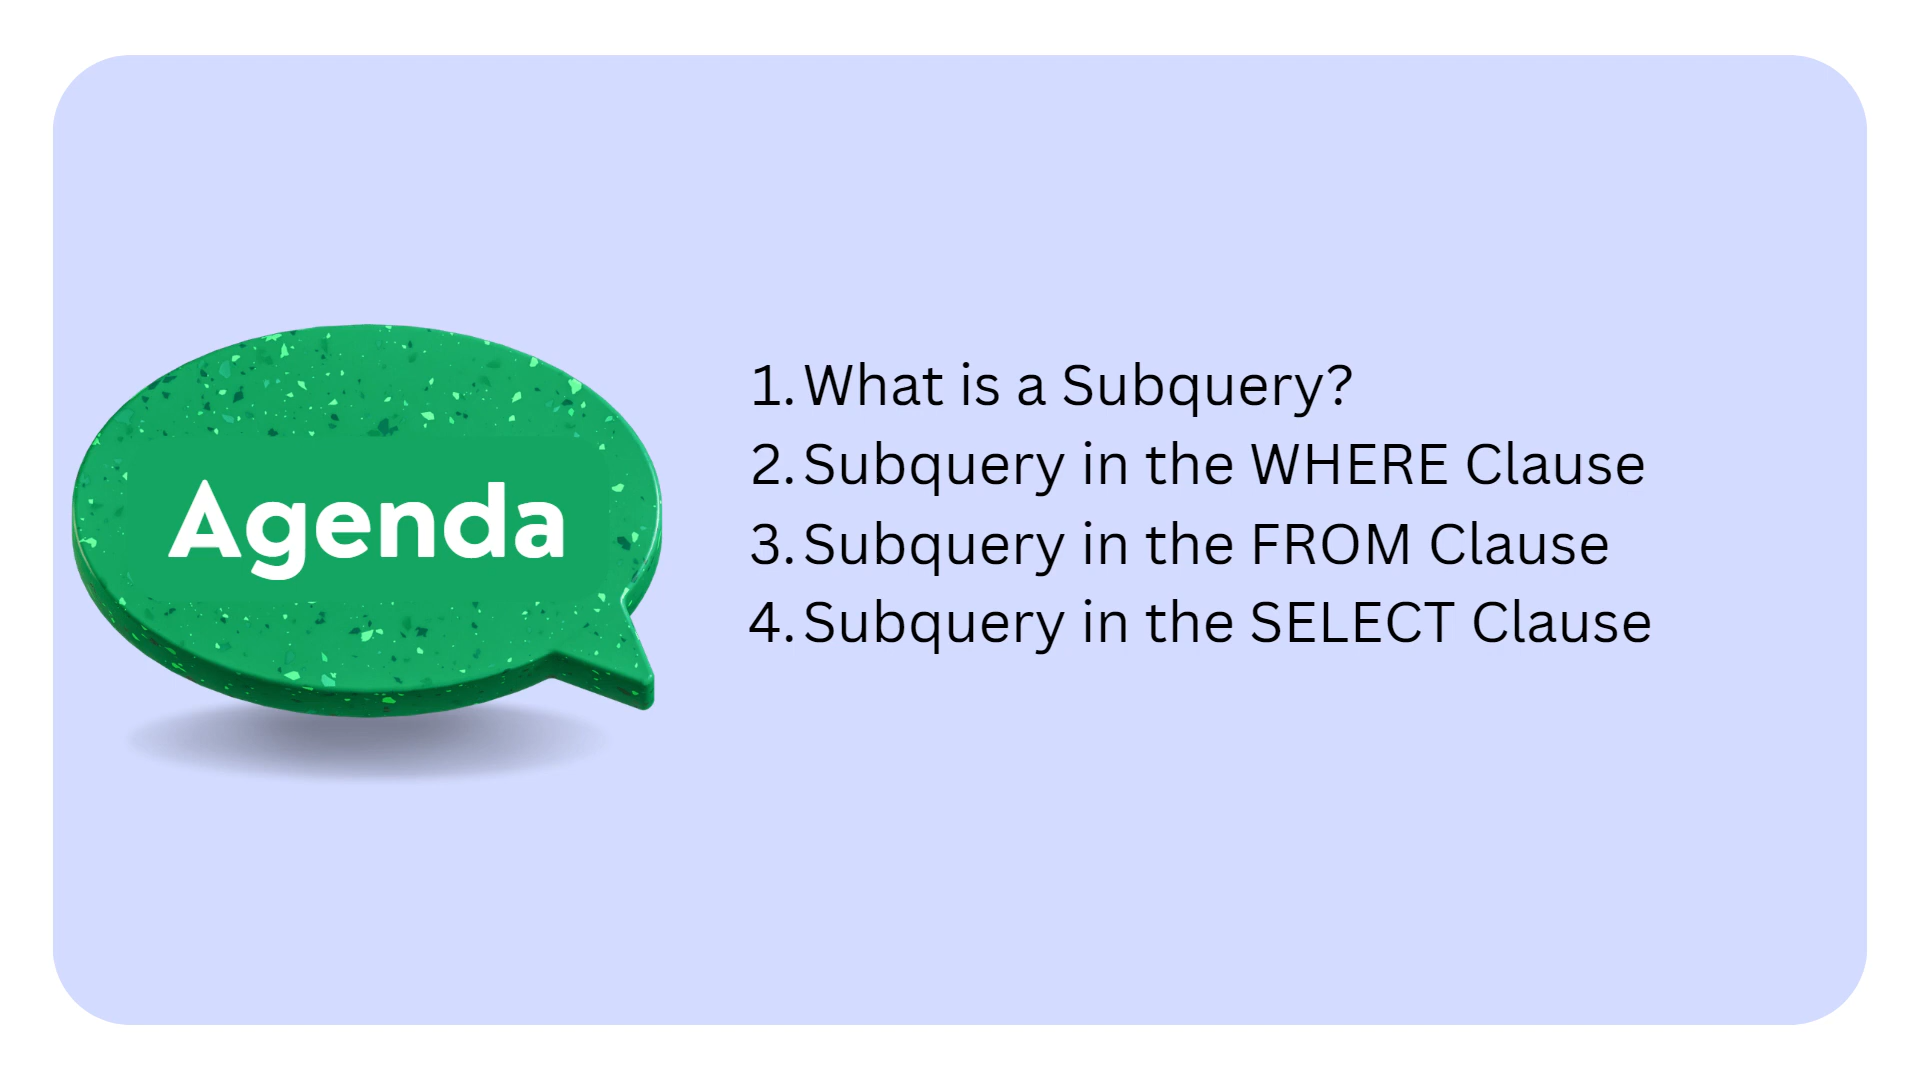 Agenda
1. What is a Subquery?
2. Subquery in the WHERE Clause
3. Subquery in the FROM Clause
4. Subquery in the SELECT Clause